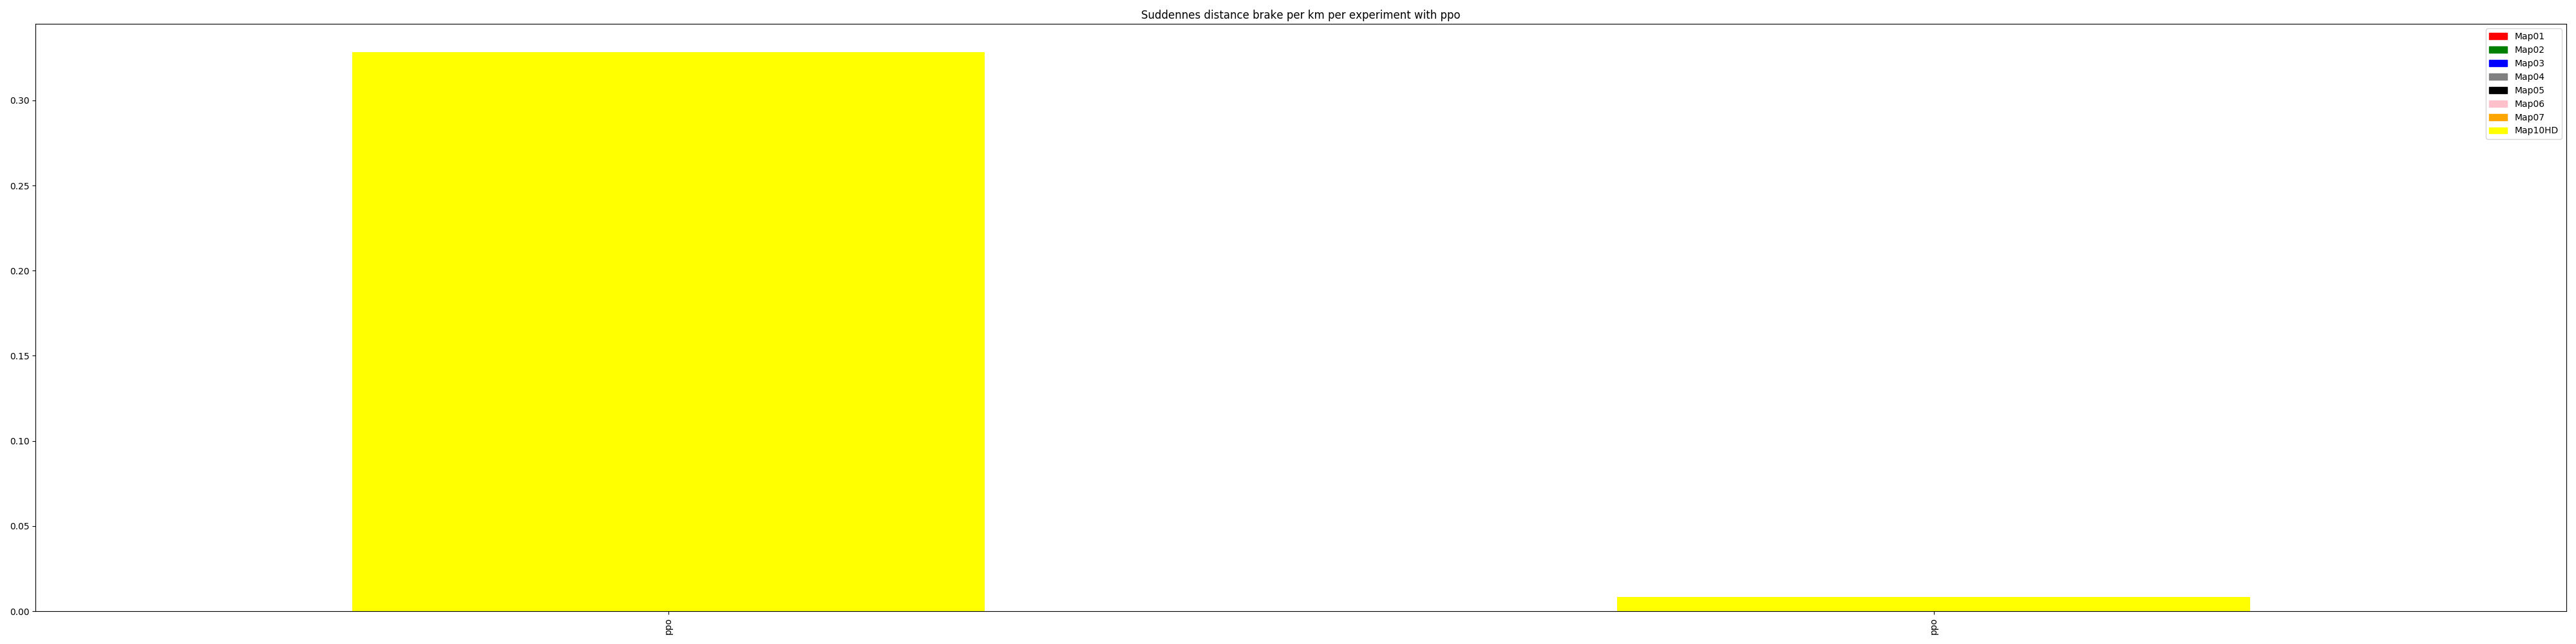 Suddennes distance brake per km per experiment with ppo
Map01
Map02
Map03
Map04
Map05
Map06
Map07
Map10HD
0.30
0.25
0.20
0.15
0.10
0.05
0.00
ppo
ppo